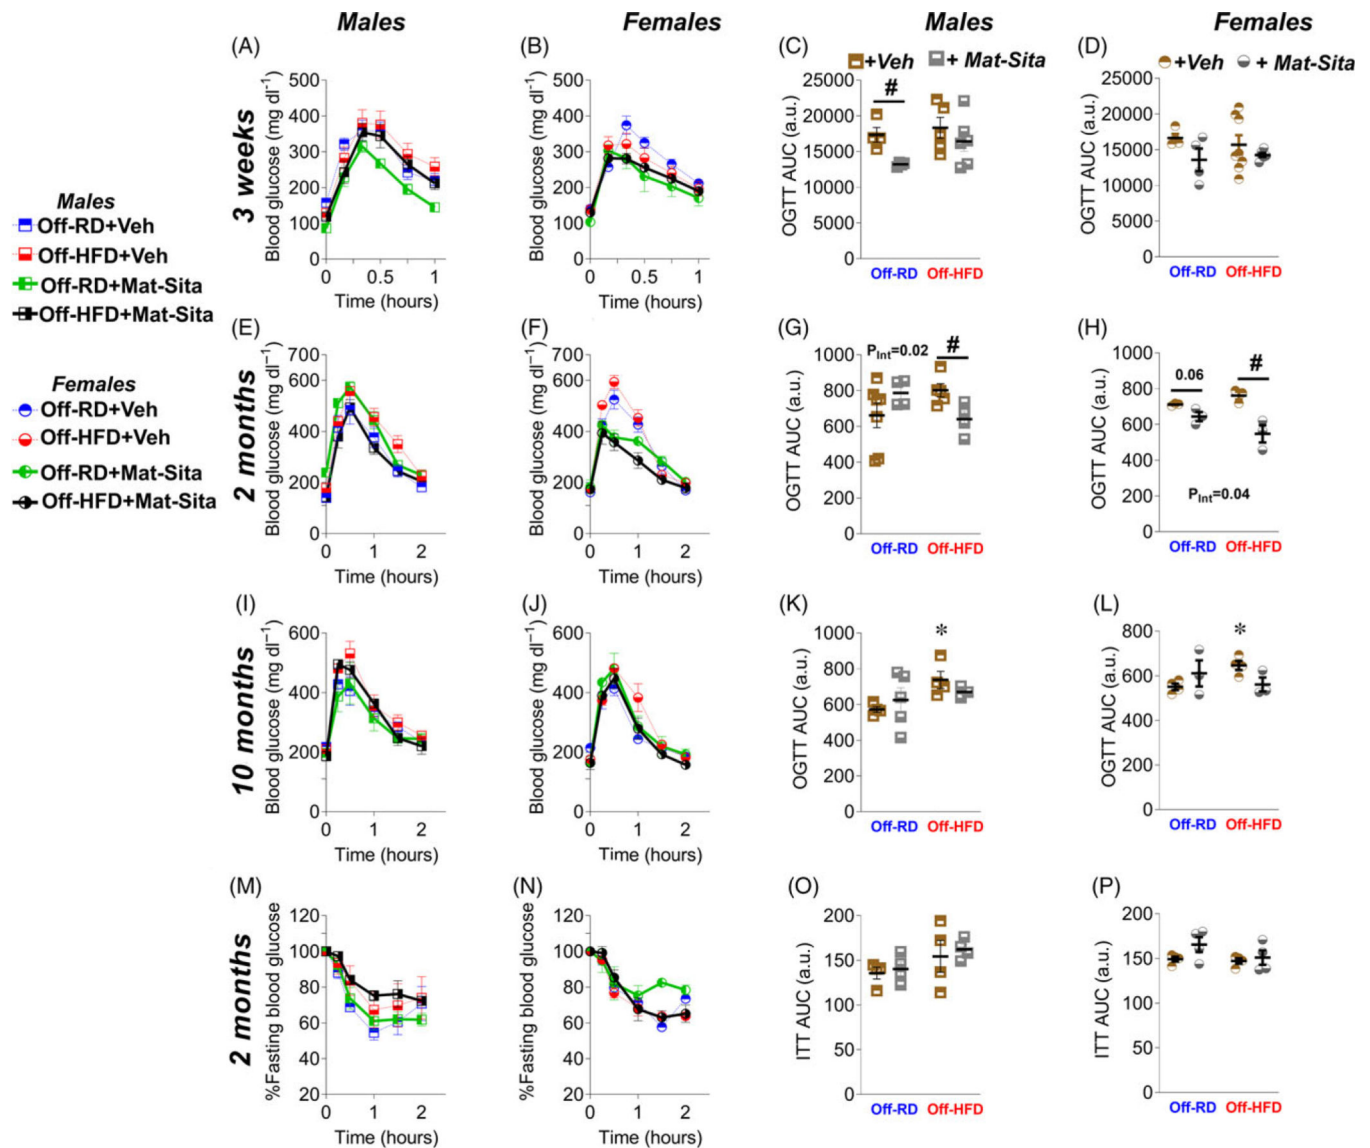 Males
Females
Males
Females
(A)
(B)
(C)
(D)
+Veh
+ Mat-Sita
+Veh
+ Mat-Sita
3 weeks
Blood glucose (mg dl⁻¹)
500
400
300
200
100
0
0
0.5
1
Time (hours)
Blood glucose (mg dl⁻¹)
500
400
300
200
100
0
0
0.5
1
Time (hours)
OGTT AUC (a.u.)
25000
20000
15000
10000
5000
0
#
Off-RD
Off-HFD
OGTT AUC (a.u.)
25000
20000
15000
10000
5000
0
Off-RD
Off-HFD
Males
Off-RD+Veh
Off-HFD+Veh
Off-RD+Mat-Sita
Off-HFD+Mat-Sita
Females
Off-RD+Veh
Off-HFD+Veh
Off-RD+Mat-Sita
Off-HFD+Mat-Sita
(E)
(F)
(G)
(H)
2 months
Blood glucose (mg dl⁻¹)
700
600
400
200
0
0
1
2
Time (hours)
Blood glucose (mg dl⁻¹)
700
600
400
200
0
0
1
2
Time (hours)
OGTT AUC (a.u.)
1000
800
600
400
200
0
PInt=0.02
#
Off-RD
Off-HFD
OGTT AUC (a.u.)
1000
800
600
400
200
0
0.06
#
PInt=0.04
Off-RD
Off-HFD
(I)
(J)
(K)
(L)
10 months
Blood glucose (mg dl⁻¹)
600
400
200
0
0
1
2
Time (hours)
Blood glucose (mg dl⁻¹)
600
400
200
0
0
1
2
Time (hours)
OGTT AUC (a.u.)
1000
800
600
400
200
0
*
Off-RD
Off-HFD
OGTT AUC (a.u.)
800
600
400
200
0
*
Off-RD
Off-HFD
(M)
(N)
(O)
(P)
2 months
%Fasting blood glucose
120
100
80
60
40
20
0
1
2
Time (hours)
%Fasting blood glucose
120
100
80
60
40
20
0
1
2
Time (hours)
ITT AUC (a.u.)
200
150
100
50
0
Off-RD
Off-HFD
ITT AUC (a.u.)
200
150
100
50
0
Off-RD
Off-HFD